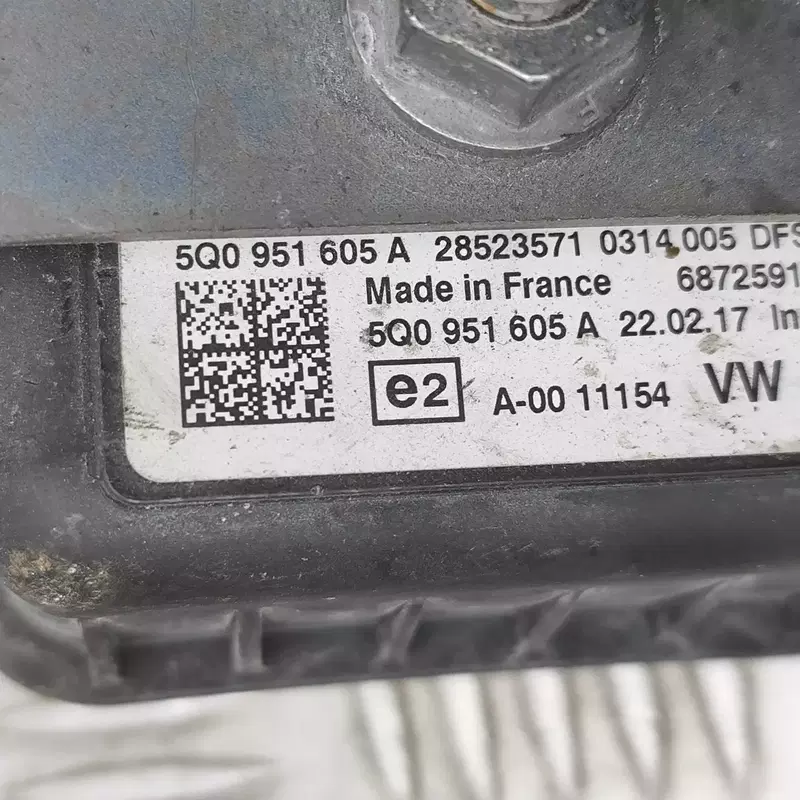 5Q0 951 605 A 28523571 0314.005 DFS
Made in France 6872591
5Q0 951 605 A 22.02.17 In
e2 A-00 11154 VW